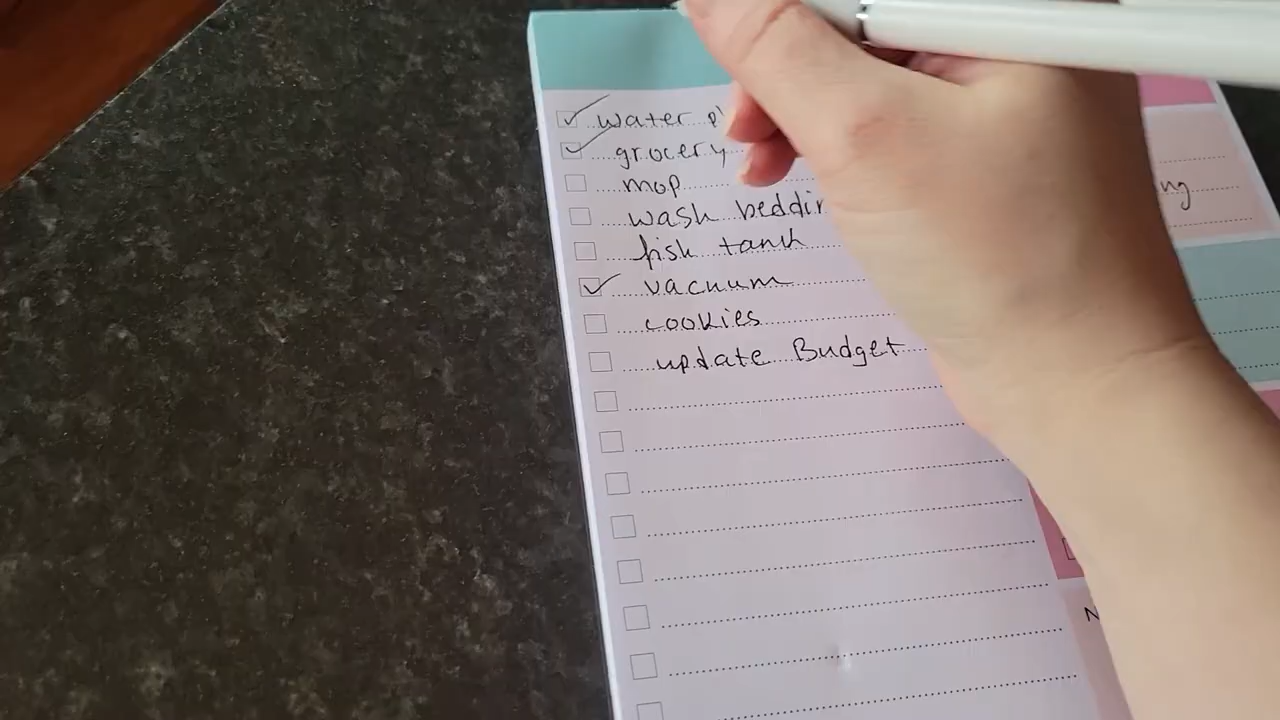 water
grocery
mop
wash
fish tank
vacuum
cookies
update Budget